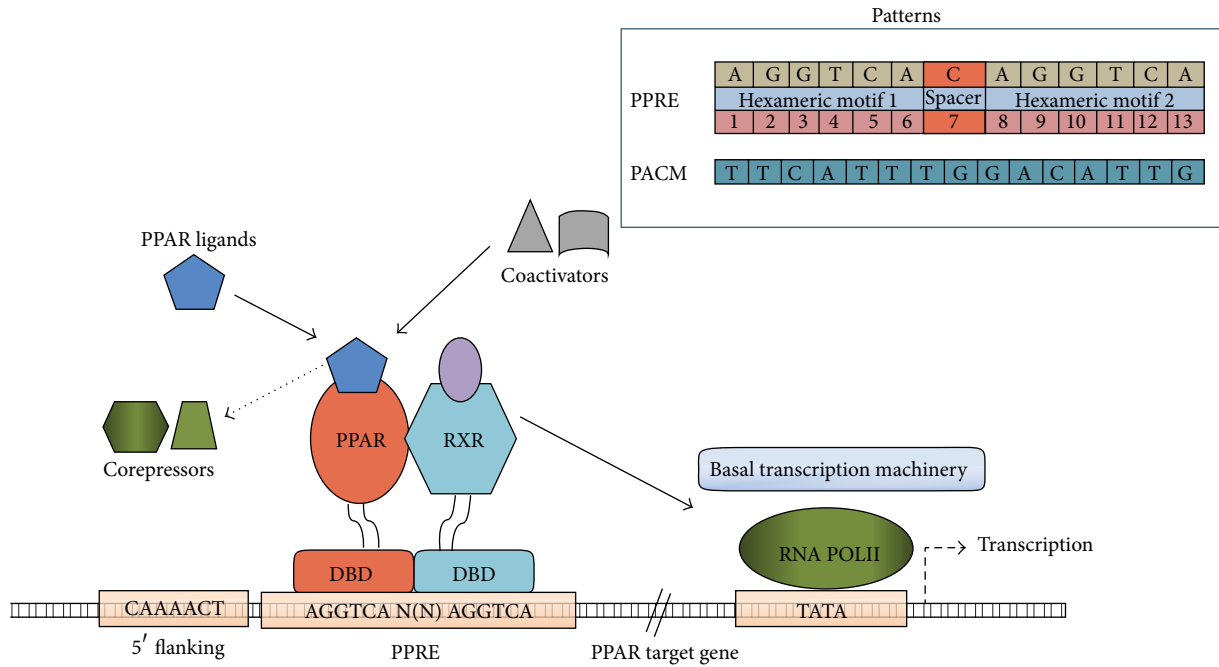 Patterns
PPRE
A G G T C A C A G G T C A
Hexameric motif 1 Spacer Hexameric motif 2
1 2 3 4 5 6 7 8 9 10 11 12 13
PACM
T T C A T T T G G A C A T T G
PPAR ligands
Coactivators
Corepressors
PPAR
RXR
Basal transcription machinery
RNA POLII
Transcription
DBD
DBD
CAAAACT
AGGTCA N(N) AGGTCA
TATA
5′ flanking
PPRE
PPAR target gene